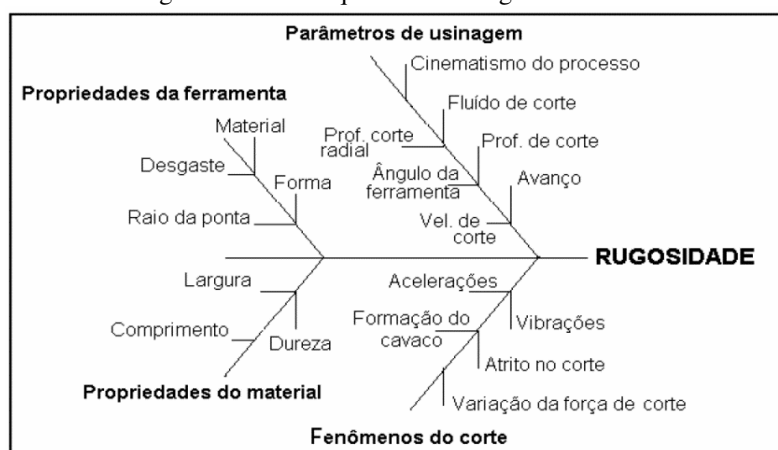 Parâmetros de usinagem
Cinematismo do processo
Propriedades da ferramenta
Fluído de corte
Material
Prof. corte
radial
Prof. de corte
Desgaste
Forma
Ângulo da
ferramenta
Avanço
Raio da ponta
Vel. de
corte
RUGOSIDADE
Largura
Acelerações
Formação do
cavaco
Vibrações
Comprimento
Dureza
Atrito no corte
Propriedades do material
Variação da força de corte
Fenômenos do corte